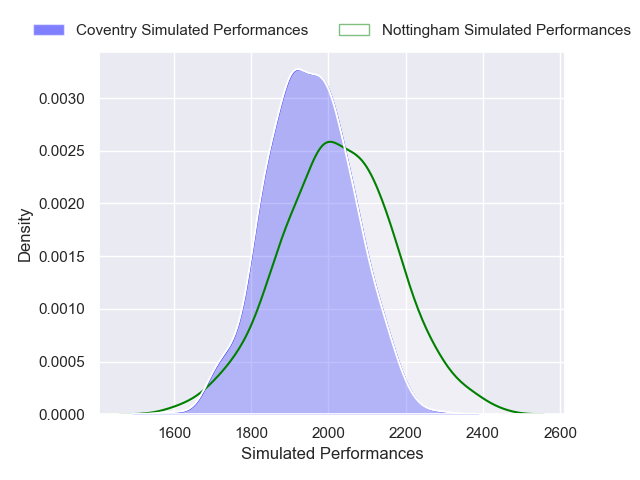 Coventry Simulated Performances
Nottingham Simulated Performances
0.0030
0.0025
0.0020
0.0015
0.0010
0.0005
0.0000
Density
1600 1800 2000 2200 2400 2600
Simulated Performances